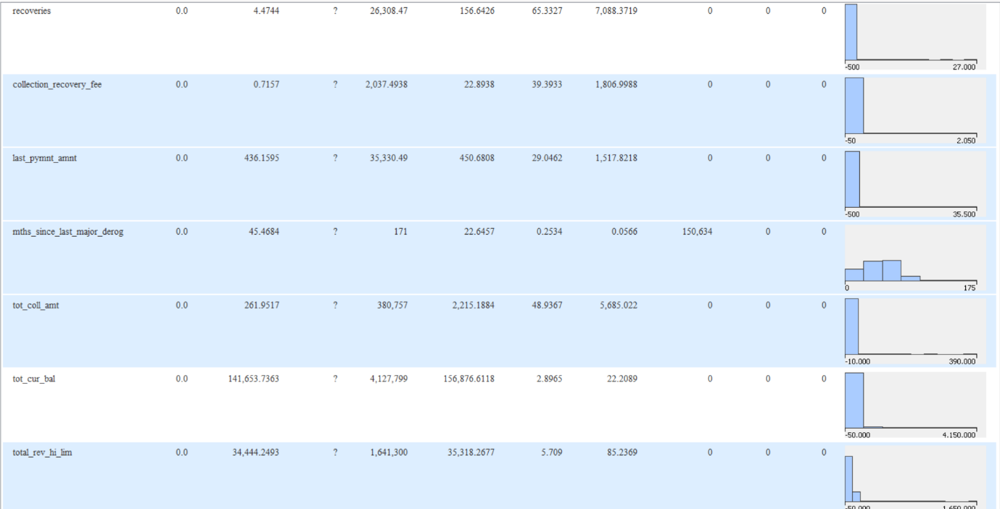 recoveries 0.0 4.4744 ? 26,308.47 156.6426 65.3327 7,088.3719 0 0 0
-500 27.000
collection_recovery_fee 0.0 0.7157 ? 2,037.4938 22.8938 39.3933 1,806.9988 0 0 0
-50 2.050
last_pymnt_amnt 0.0 436.1595 ? 35,330.49 450.6808 29.0462 1,517.8218 0 0 0
-500 35.500
mths_since_last_major_derog 0.0 45.4684 ? 171 22.6457 0.2534 0.0566 150,634 0 0
0 175
tot_coll_amt 0.0 261.9517 ? 380,757 2,215.1884 48.9367 5,685.022 0 0 0
-10.000 390.000
tot_cur_bal 0.0 141,653.7363 ? 4,127,799 156,876.6118 2.8965 22.2089 0 0 0
-50.000 4.150.000
total_rev_hi_lim 0.0 34,444.2493 ? 1,641,300 35,318.2677 5.709 85.2369 0 0 0
-50.000 1.650.000